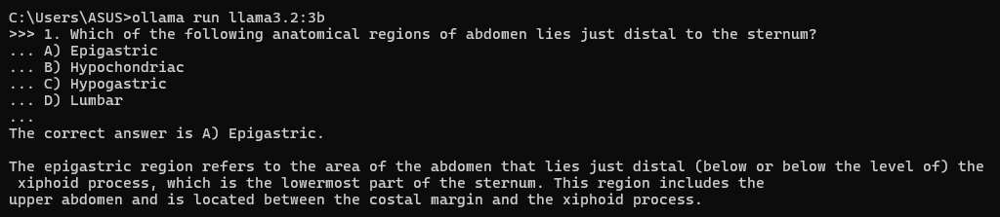 C:\Users\ASUS>ollama run llama3.2:3b
>>> 1. Which of the following anatomical regions of abdomen lies just distal to the sternum?
... A) Epigastric
... B) Hypochondriac
... C) Hypogastric
... D) Lumbar
...
The correct answer is A) Epigastric.
The epigastric region refers to the area of the abdomen that lies just distal (below or below the level of) the
xiphoid process, which is the lowermost part of the sternum. This region includes the
upper abdomen and is located between the costal margin and the xiphoid process.